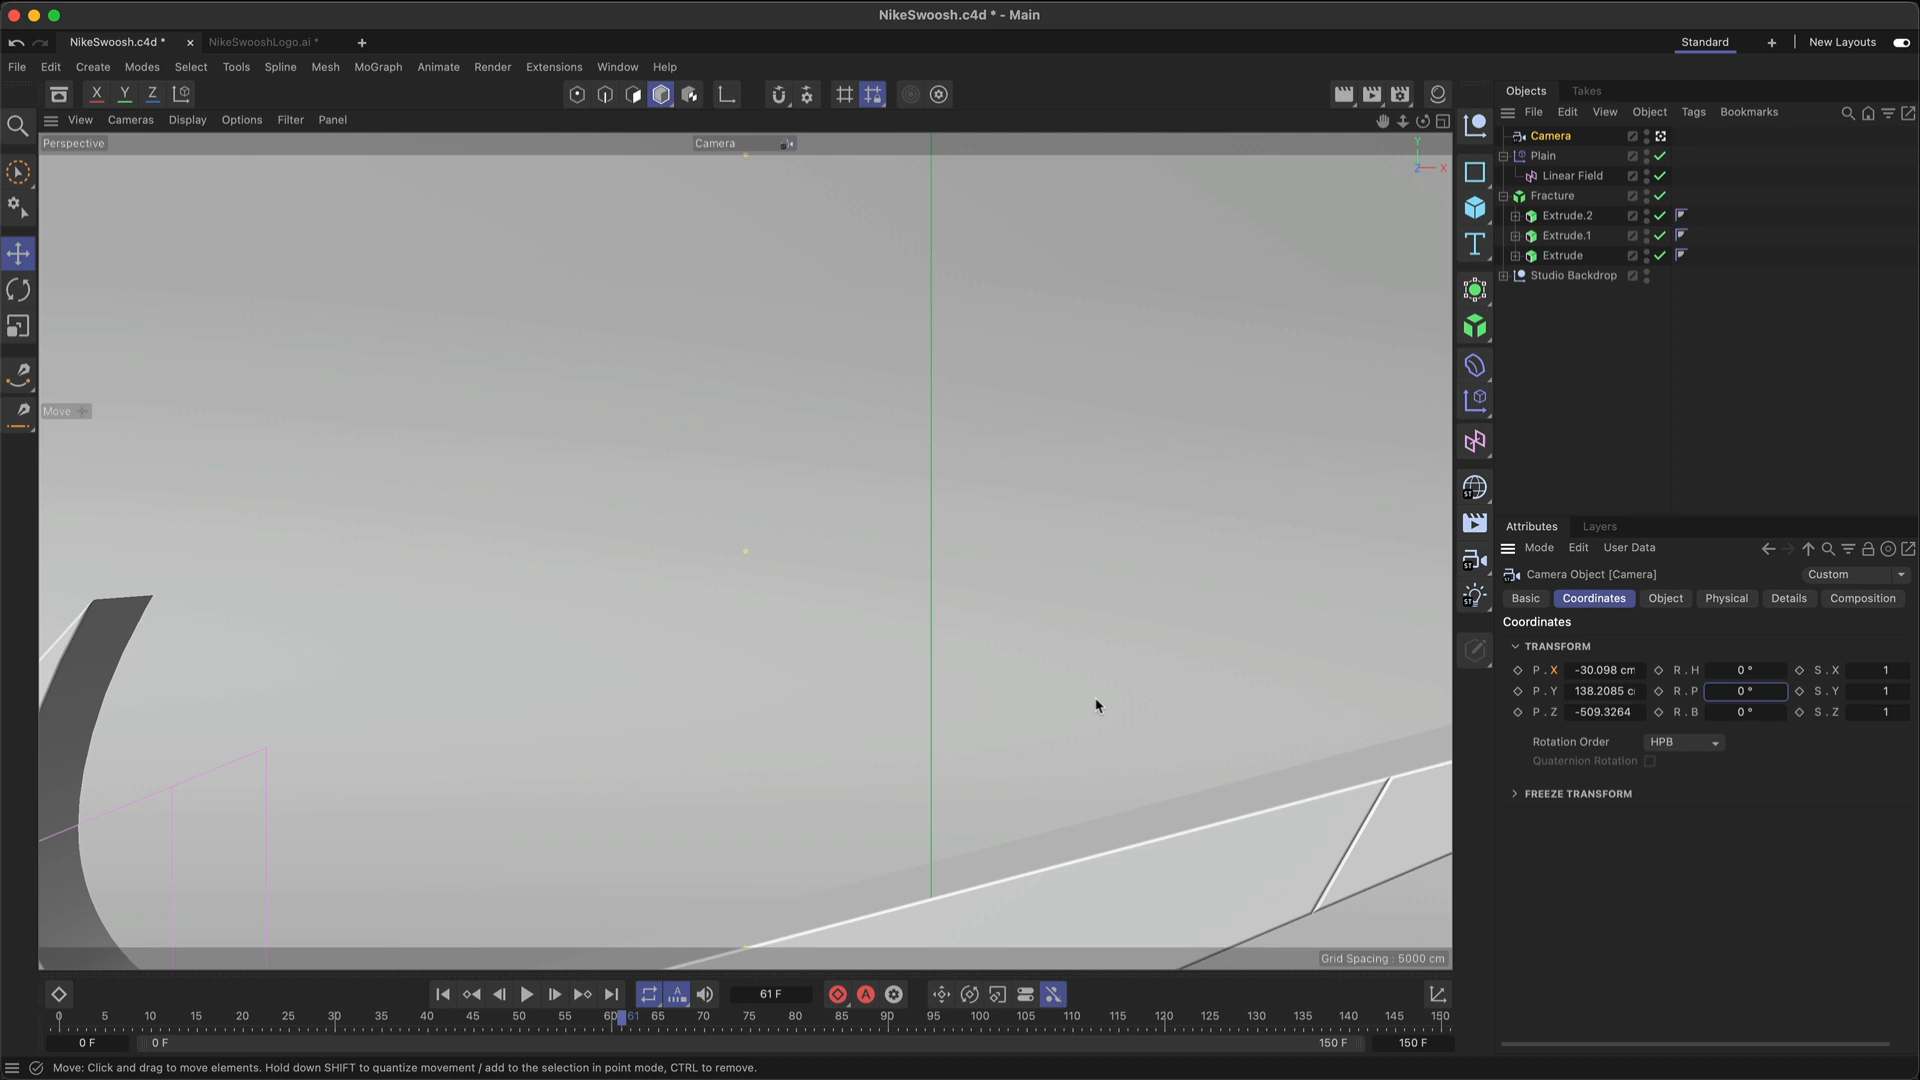 NikeSwoosh.c4d * - Main
NikeSwoosh.c4d *
NikeSwooshLogo.ai *
Standard
New Layouts
File Edit Create Modes Select Tools Spline Mesh MoGraph Animate Render Extensions Window Help
X Y Z
View Cameras Display Options Filter Panel
Perspective
Camera
Y
Z X
Move
Grid Spacing : 5000 cm
Objects Takes
File Edit View Object Tags Bookmarks
Camera
Plain
Linear Field
Fracture
Extrude.2
Extrude.1
Extrude
Studio Backdrop
ST
ST
ST
ST
Attributes Layers
Mode Edit User Data
Camera Object [Camera]
Custom
Basic Coordinates Object Physical Details Composition
Coordinates
TRANSFORM
P . X -30.098 cm R . H 0 ° S . X 1
P . Y 138.2085 c R . P 0 ° S . Y 1
P . Z -509.3264 R . B 0 ° S . Z 1
Rotation Order HPB
Quaternion Rotation
FREEZE TRANSFORM
A
61 F
A
0 5 10 15 20 25 30 35 40 45 50 55 60 61 65 70 75 80 85 90 95 100 105 110 115 120 125 130 135 140 145 150
0 F 0 F 150 F 150 F
Move: Click and drag to move elements. Hold down SHIFT to quantize movement / add to the selection in point mode, CTRL to remove.